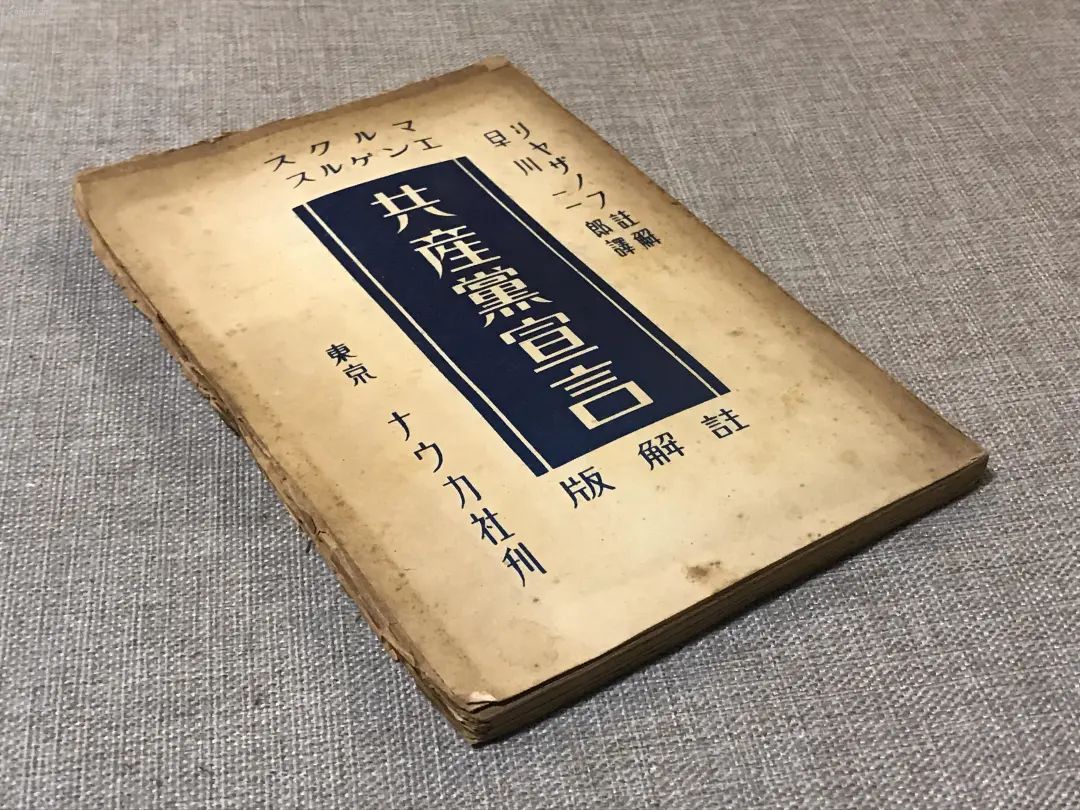 マルクス
エンゲルス
リヤザノフ註解
早川二郎譯
共産黨宣言
註解版
東京 ナウカ社刊